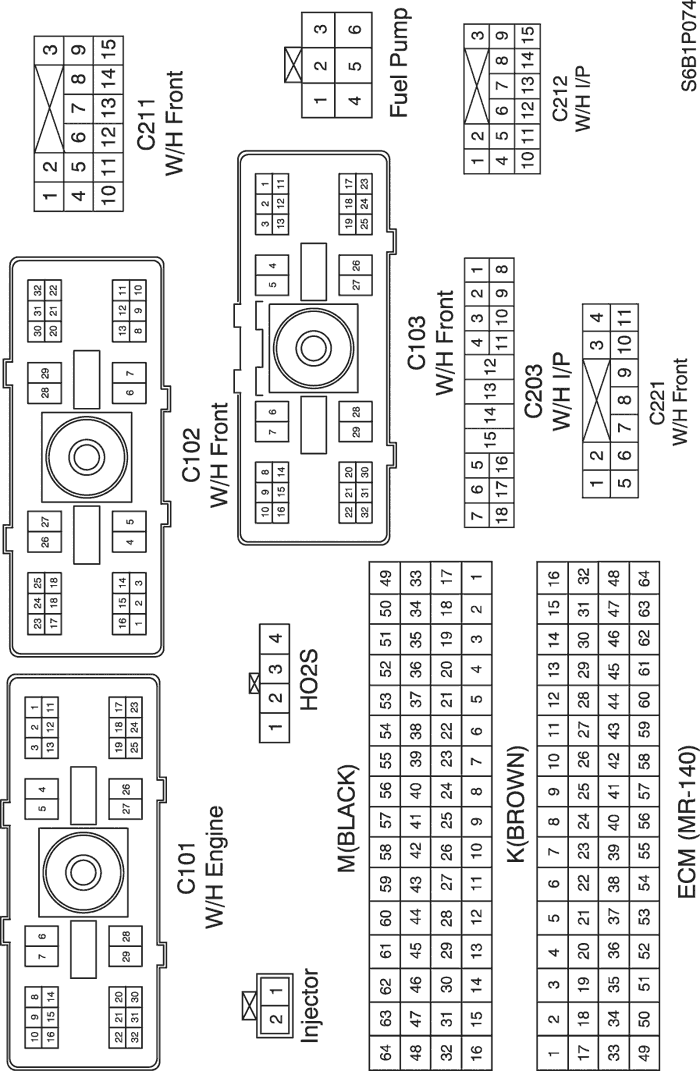 10 9 8 7 6 5 4 3 2 1
16 15 14 13 12 11
22 21 20 29 28 27 26 19 18 17
32 31 30 25 24 23
C101
W/H Engine
23 24 25 26 27 28 29 30 31 32
17 18 18 20 21 22
16 15 14 4 5 6 7 13 12 11
1 2 3 8 9 10
C102
W/H Front
1 2 3
4 5 6 7 8 9
10 11 12 13 14 15
C211
W/H Front
2 1
Injector
1 2 3 4
HO2S
10 9 8 7 6 5 4 3 2 1
16 15 14 13 12 11
22 21 20 29 28 27 26 19 18 17
32 31 30 25 24 23
C103
W/H Front
1 2 3
4 5 6
Fuel Pump
M(BLACK)
64 63 62 61 60 59 58 57 56 55 54 53 52 51 50 49
48 47 46 45 44 43 42 41 40 39 38 37 36 35 34 33
32 31 30 29 28 27 26 25 24 23 22 21 20 19 18 17
16 15 14 13 12 11 10 9 8 7 6 5 4 3 2 1
7 6 5 15 14 13 12 4 3 2 1
18 17 16 11 10 9 8
C203
W/H I/P
1 2 3
4 5 6 7 8 9
10 11 12 13 14 15
C212
W/H I/P
K(BROWN)
1 2 3 4 5 6 7 8 9 10 11 12 13 14 15 16
17 18 19 20 21 22 23 24 25 26 27 28 29 30 31 32
33 34 35 36 37 38 39 40 41 42 43 44 45 46 47 48
49 50 51 52 53 54 55 56 57 58 59 60 61 62 63 64
ECM (MR-140)
1 2 3 4
5 6 7 8 9 10 11
C221
W/H Front
S6B1P074